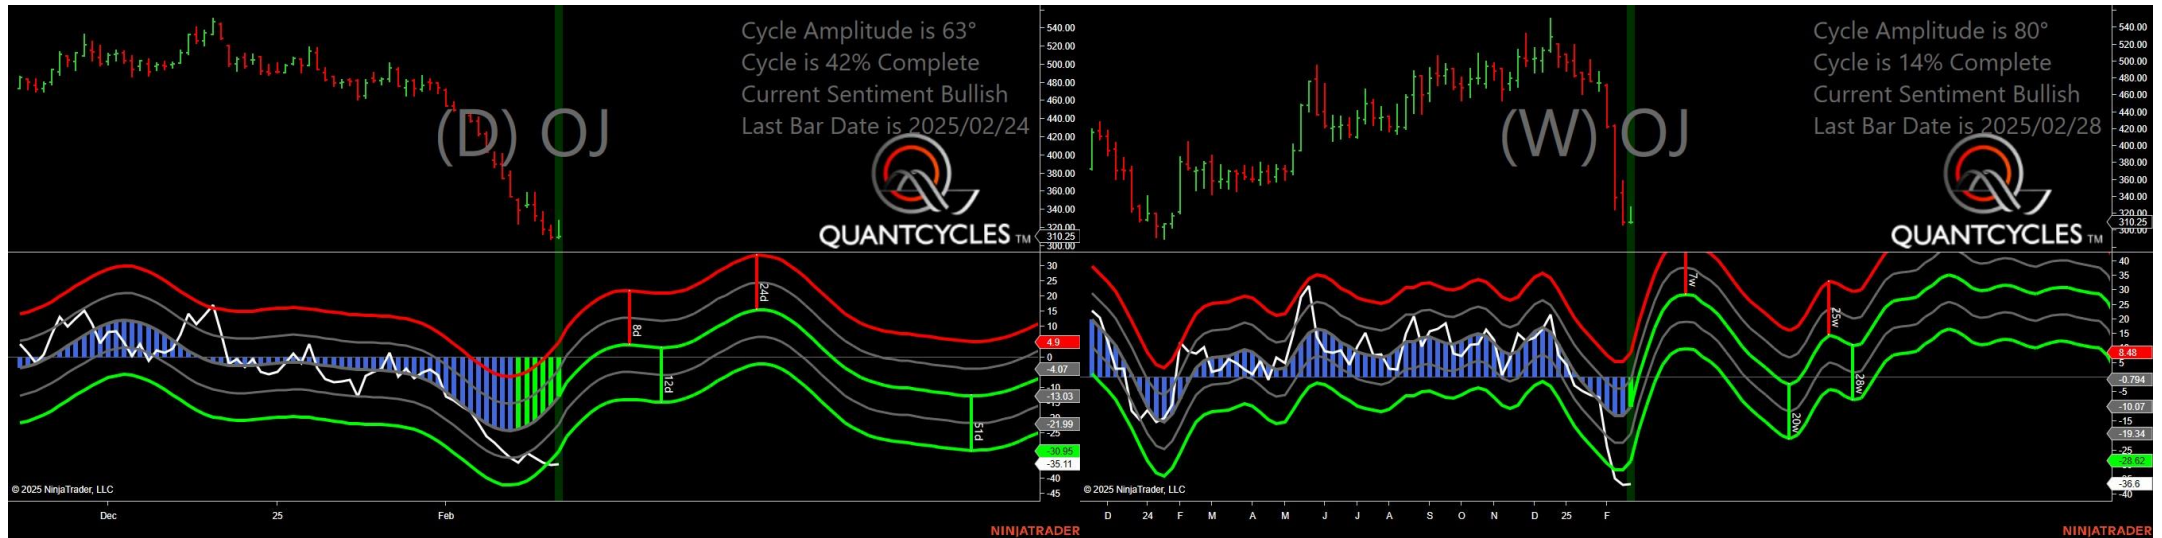 Cycle Amplitude is 63°
Cycle is 42% Complete
Current Sentiment Bullish
Last Bar Date is 2025/02/24
(D) OJ
QUANTCYCLES TM
540.00
520.00
500.00
480.00
460.00
440.00
420.00
400.00
380.00
360.00
340.00
320.00
310.25
300.00
8d
12d
24d
51d
30
25
20
15
10
4.9
0
-4.07
-10
-13.03
-15
-21.99
-25
-30.95
-35.11
-40
-45
© 2025 NinjaTrader, LLC
Dec 25 Feb
NINJATRADER
Cycle Amplitude is 80°
Cycle is 14% Complete
Current Sentiment Bullish
Last Bar Date is 2025/02/28
(W) OJ
QUANTCYCLES TM
540.00
520.00
500.00
480.00
460.00
440.00
420.00
400.00
380.00
360.00
340.00
320.00
310.25
300.00
7w
20w
25w
28w
40
35
30
25
20
15
8.48
5
-0.794
-5
-10.07
-15
-19.34
-25
-28.62
-36.6
-40
© 2025 NinjaTrader, LLC
D 24 F M A M J J A S O N D 25 F
NINJATRADER